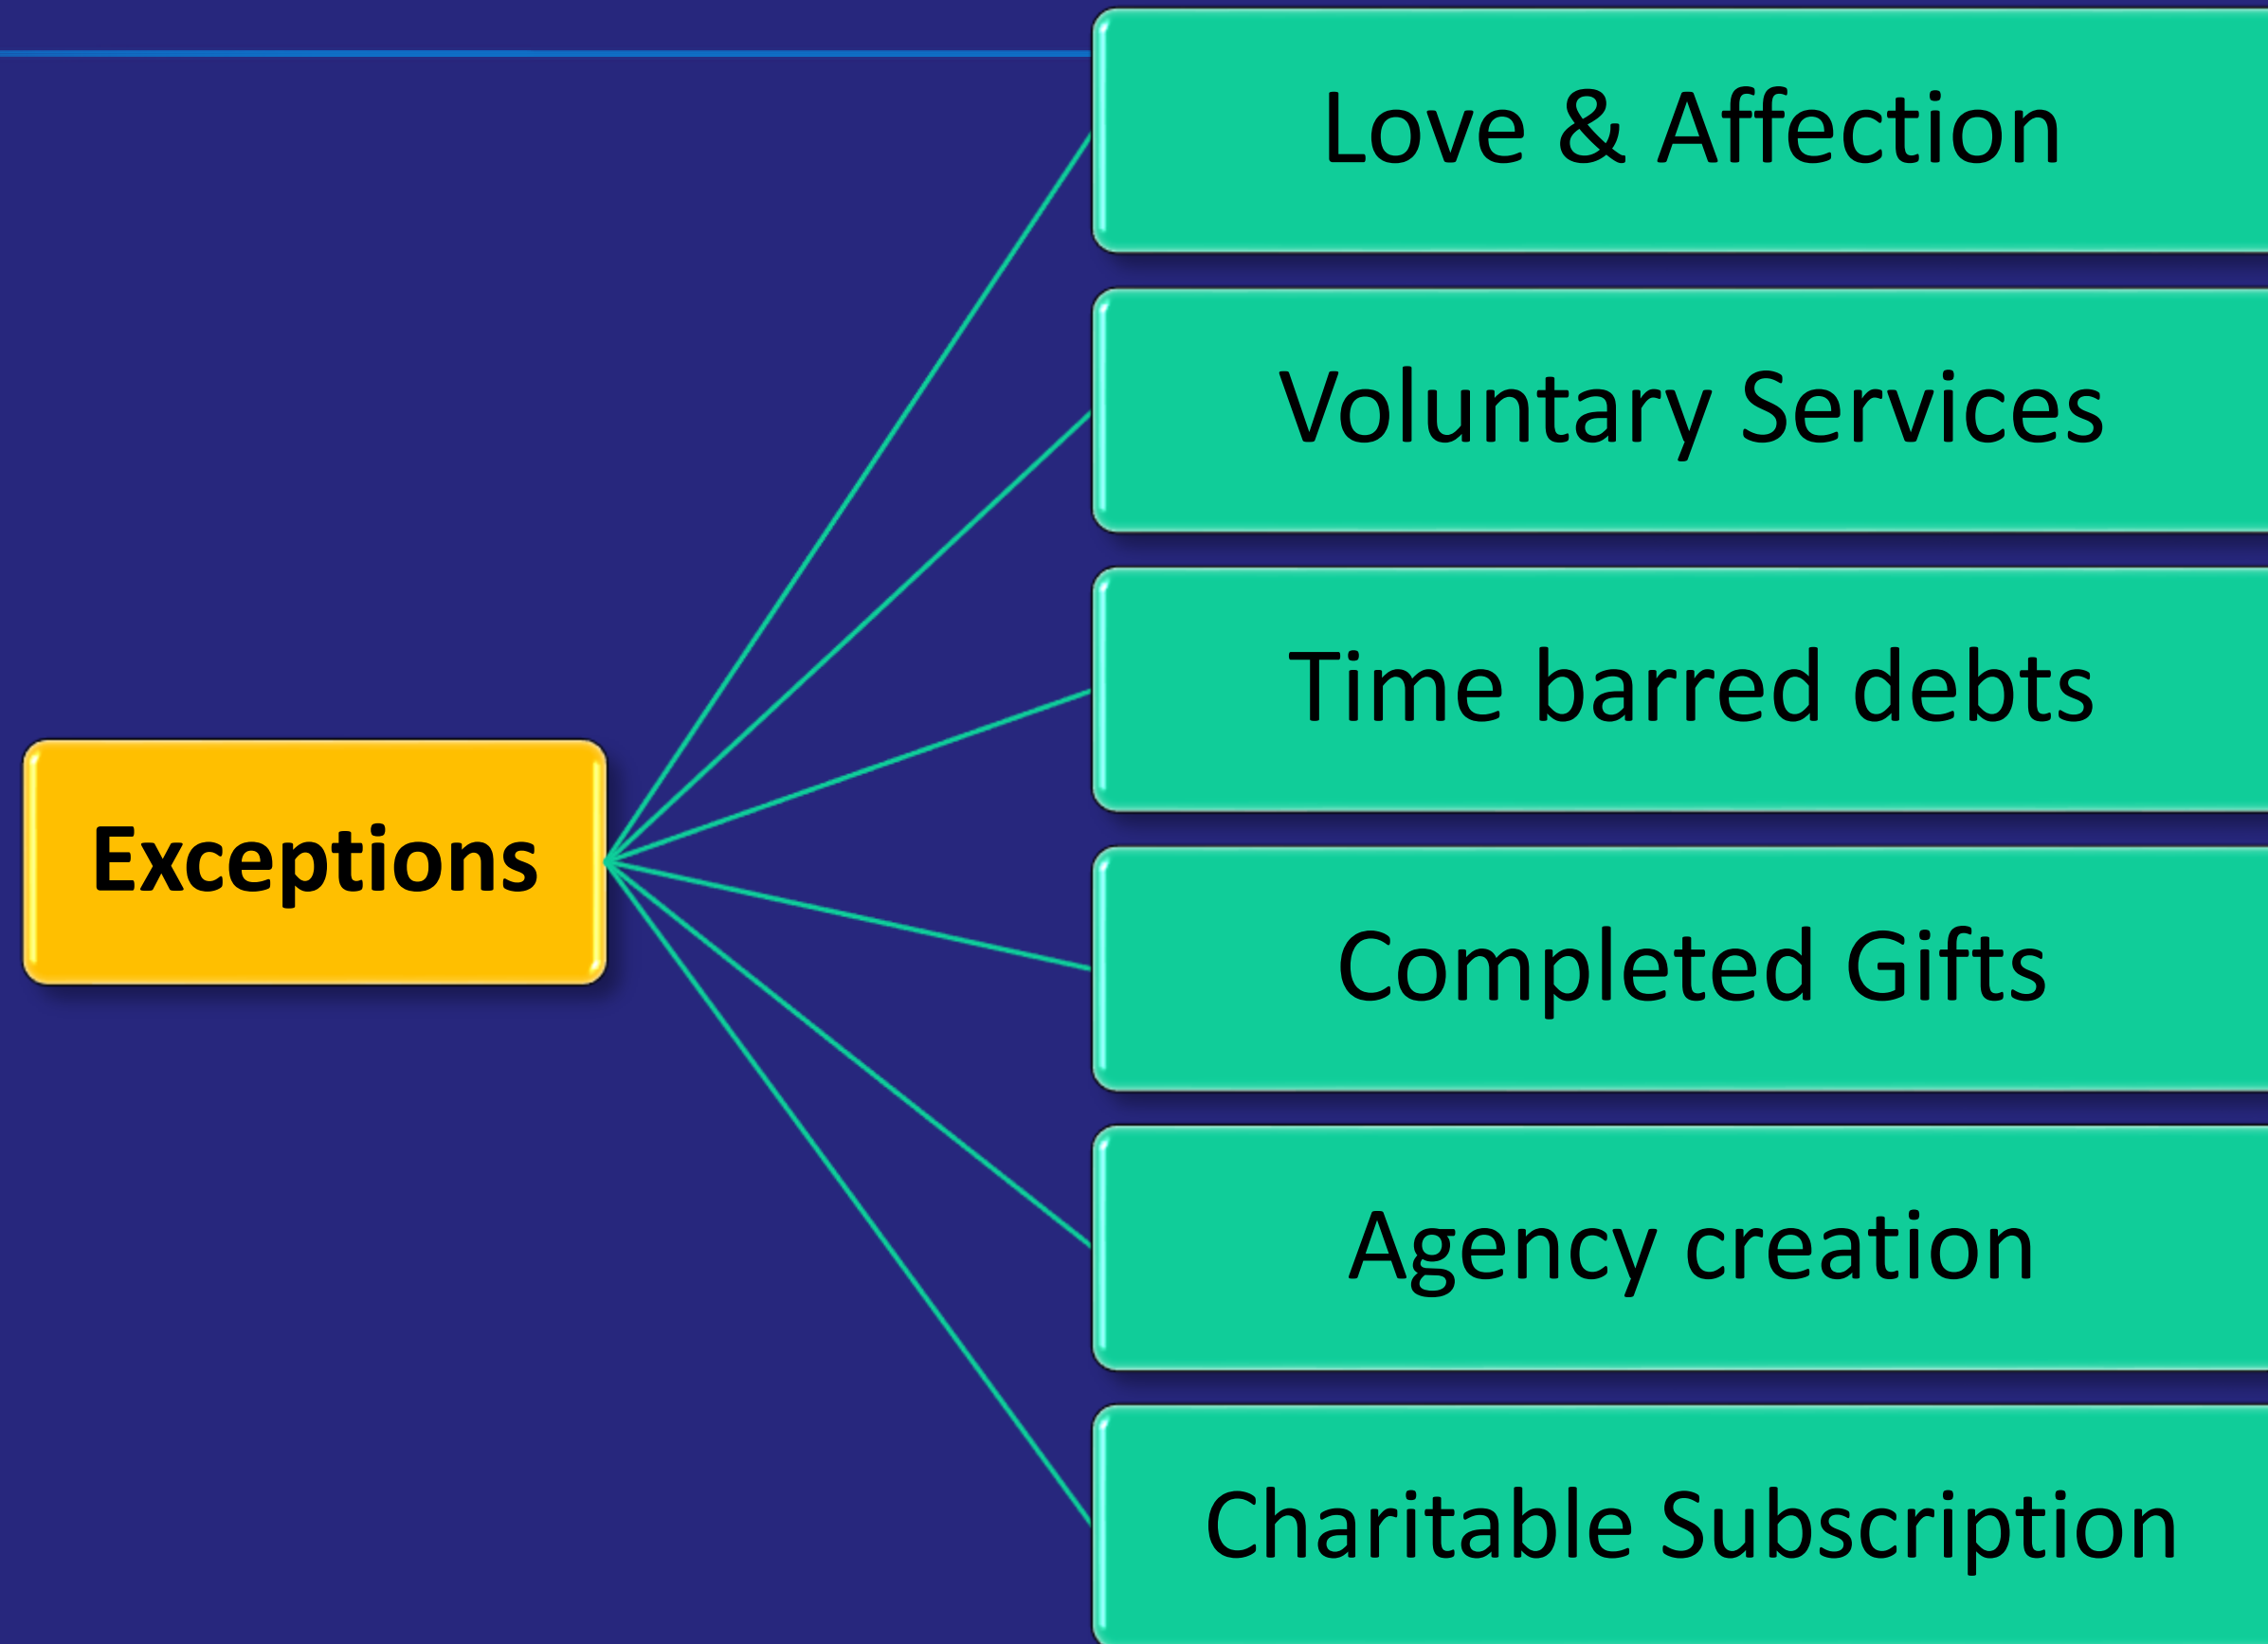 Love & Affection
Voluntary Services
Time barred debts
Exceptions
Completed Gifts
Agency creation
Charitable Subscription